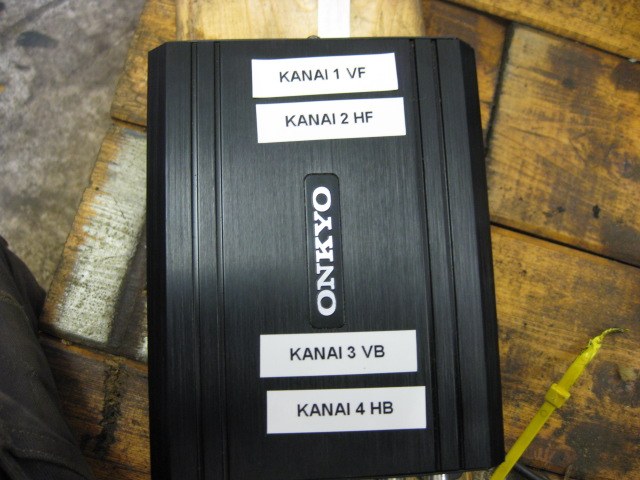 KANAI 1 VF
KANAI 2 HF
ONKYO
KANAI 3 VB
KANAI 4 HB